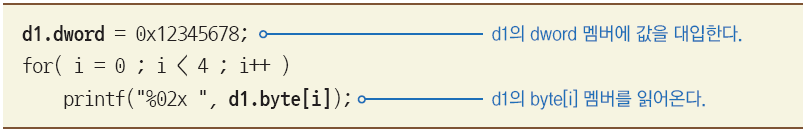 d1.dword = 0x12345678; d1의 dword 멤버에 값을 대입한다.
for( i = 0 ; i < 4 ; i++ )
printf("%02x ", d1.byte[i]); d1의 byte[i] 멤버를 읽어온다.